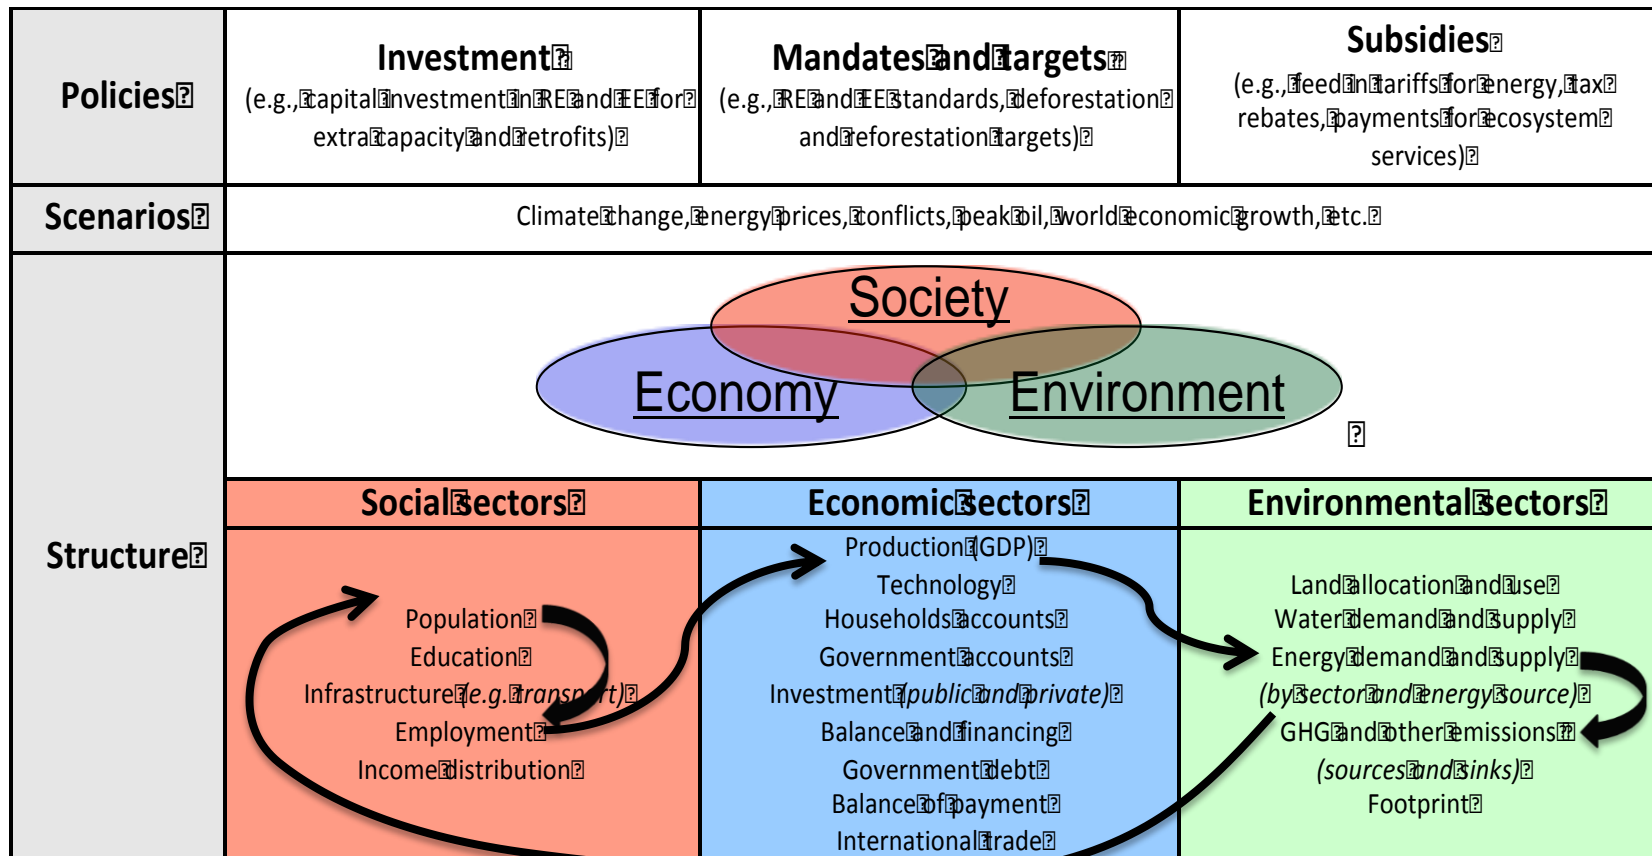 Policies
Investment
(e.g., capital investment in RE and EE for
extra capacity and retrofits)
Mandates and targets
(e.g., RE and EE standards, deforestation
and reforestation targets)
Subsidies
(e.g., feed in tariffs for energy, tax
rebates, payments for ecosystem
services)
Scenarios
Climate change, energy prices, conflicts, peak oil, world economic growth, etc.
Structure
Society
Economy
Environment
Social sectors
Population
Education
Infrastructure (e.g. transport)
Employment
Income distribution
Economic sectors
Production (GDP)
Technology
Households accounts
Government accounts
Investment (public and private)
Balance and financing
Government debt
Balance of payment
International trade
Environmental sectors
Land allocation and use
Water demand and supply
Energy demand and supply
(by sector and energy source)
GHG and other emissions
(sources and sinks)
Footprint